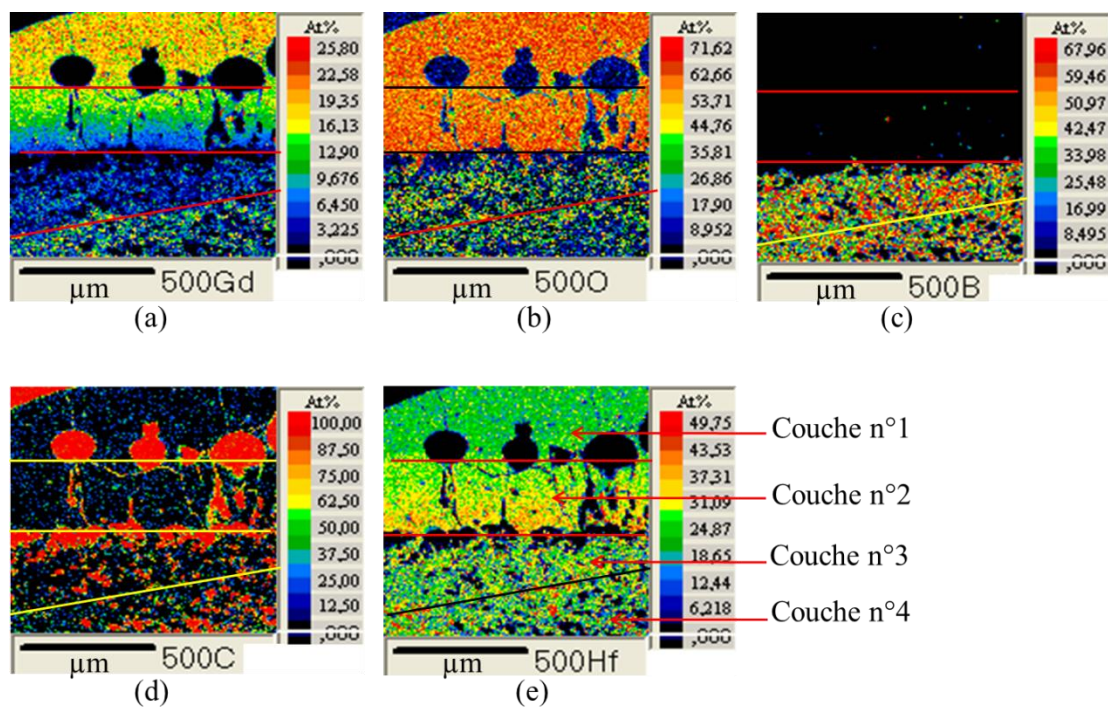 At%
25,80
22,58
19,35
16,13
12,90
9,676
6,450
3,225
,000
µm
500Gd
(a)
At%
71,62
62,66
53,71
44,76
35,81
26,86
17,90
8,952
,000
µm
500O
(b)
At%
67,96
59,46
50,97
42,47
33,98
25,48
16,99
8,495
,000
µm
500B
(c)
At%
100,00
87,50
75,00
62,50
50,00
37,50
25,00
12,50
,000
µm
500C
(d)
At%
49,75
43,53
37,31
31,09
24,87
18,65
12,44
6,218
,000
µm
500Hf
(e)
Couche n°1
Couche n°2
Couche n°3
Couche n°4